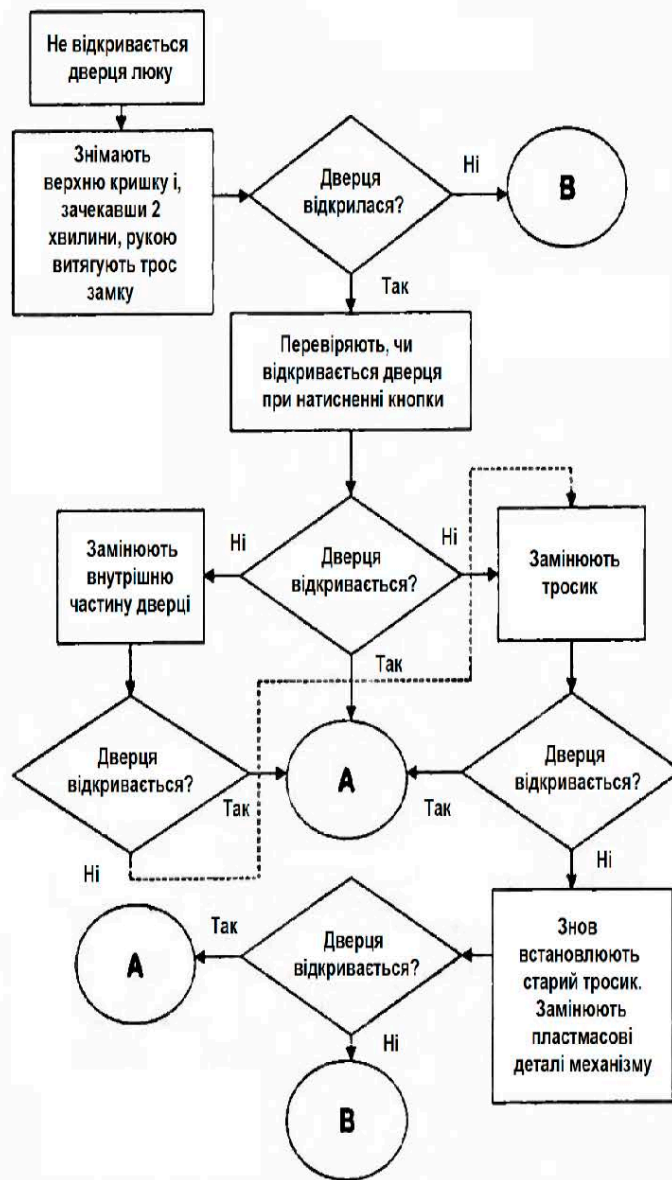 Не відкривається
дверця люку
Знімають
верхню кришку і,
зачекавши 2
хвилини, рукою
витягують трос
замку
Дверця
відкрилася?
Ні
В
Так
Перевіряють, чи
відкривається дверця
при натисненні кнопки
Замінюють
внутрішню
частину дверці
Ні
Дверця
відкривається?
Ні
Замінюють
тросик
Так
Дверця
відкривається?
Так
Ні
А
Дверця
відкривається?
Так
Ні
А
Так
Дверця
відкривається?
Ні
В
Знов
встановлюють
старий тросик.
Замінюють
пластмасові
деталі механізму